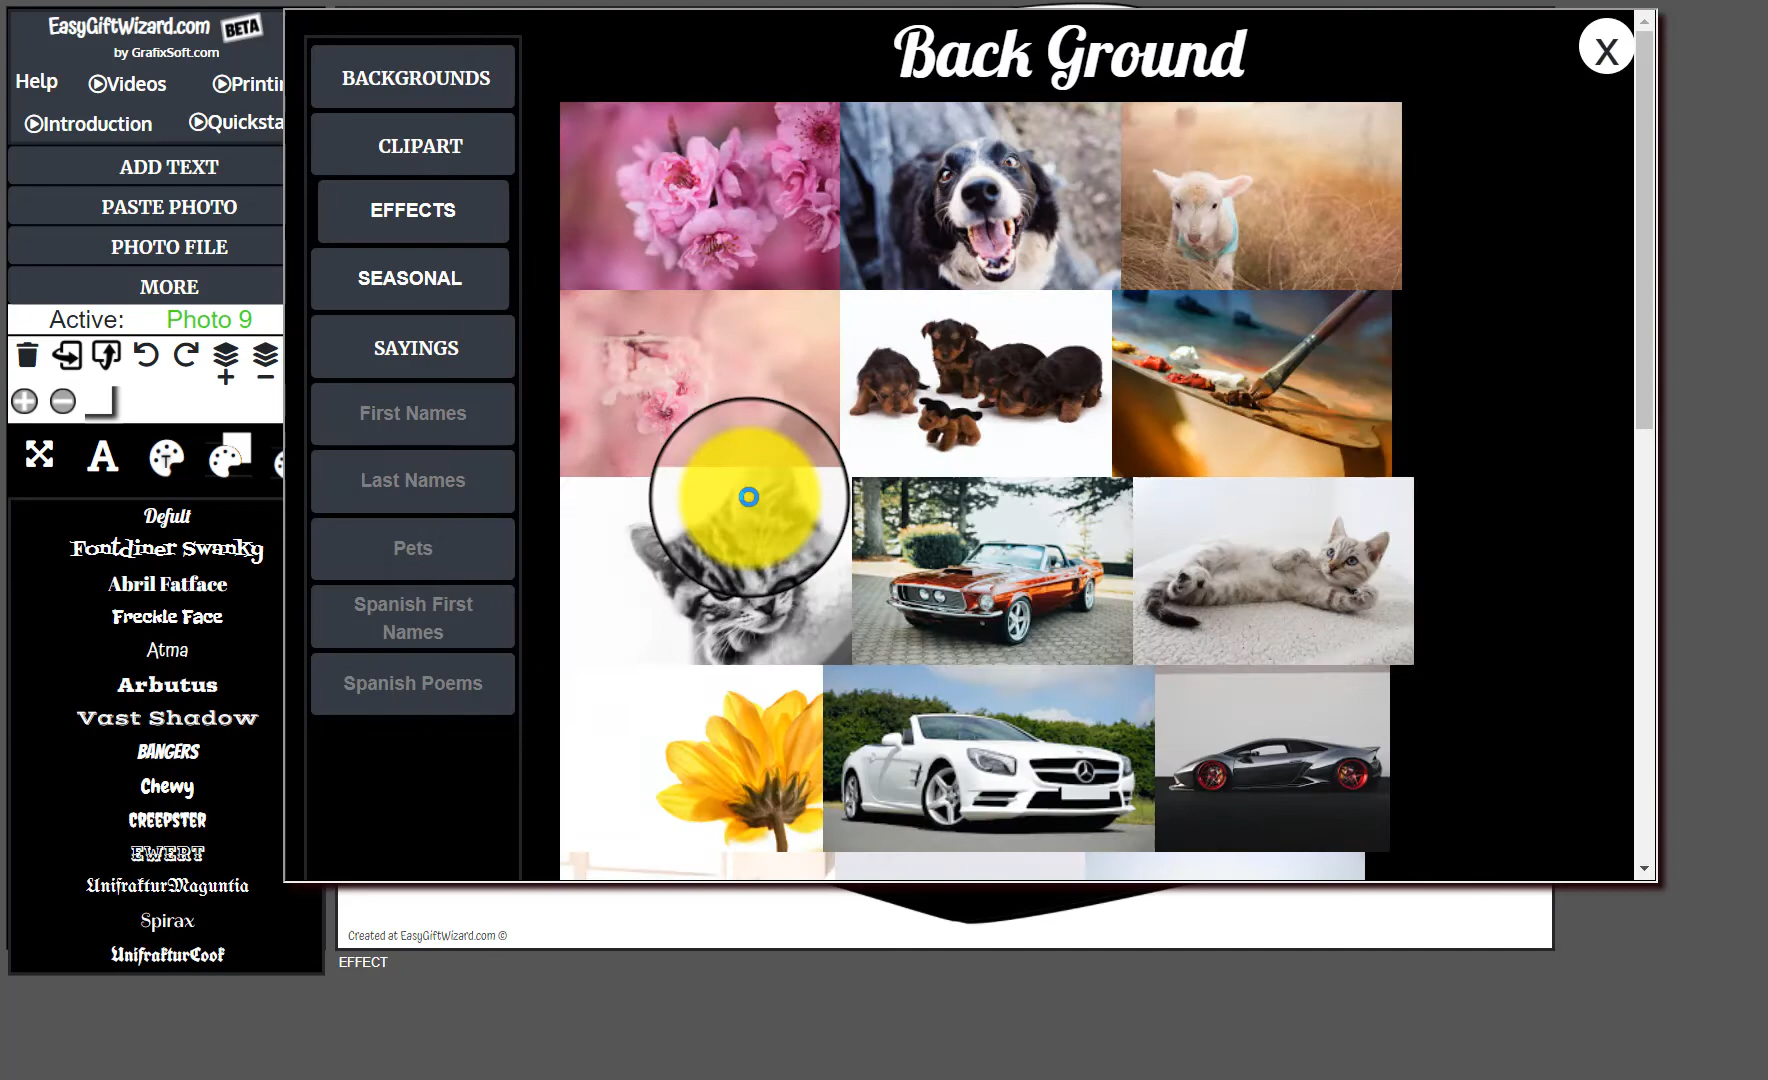 EasyGiftWizard.com BETA
by GrafixSoft.com
Help
Videos
Printi
Introduction
Quicksta
ADD TEXT
PASTE PHOTO
PHOTO FILE
MORE
Active: Photo 9
T
A
Defult
Fontdiner Swanky
Abril Fatface
Freckle Face
Atma
Arbutus
Vast Shadow
BANGERS
Chewy
CREEPSTER
EWERT
UnifrakturMaguntia
Spirax
UnifrakturCook
Back Ground
X
BACKGROUNDS
CLIPART
EFFECTS
SEASONAL
SAYINGS
First Names
Last Names
Pets
Spanish First
Names
Spanish Poems
Created at EasyGiftWizard.com ©
EFFECT